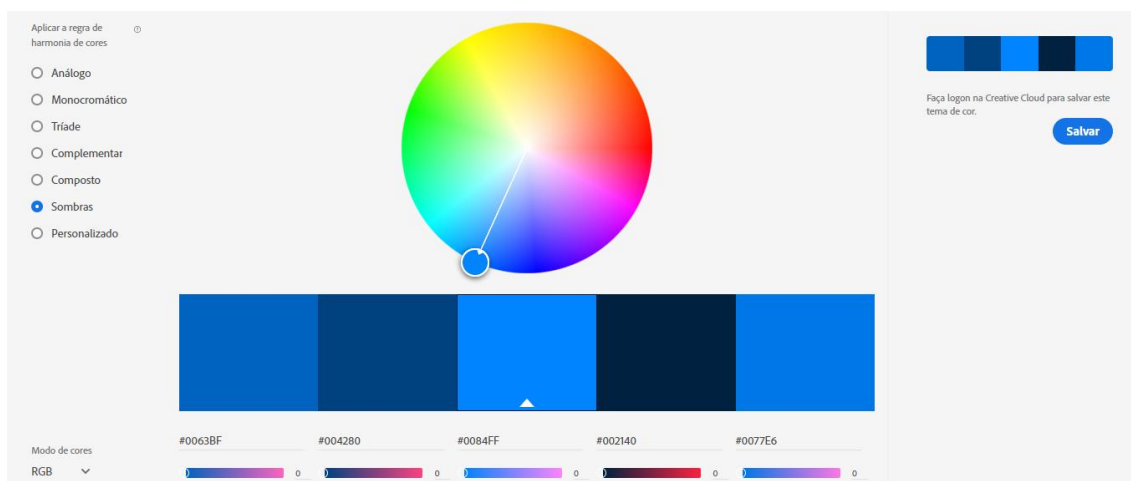 Aplicar a regra de
harmonia de cores
Análogo
Monocromático
Tríade
Complementar
Composto
Sombras
Personalizado
Faça logon na Creative Cloud para salvar este
tema de cor.
Salvar
#0063BF #004280 #0084FF #002140 #0077E6
Modo de cores
RGB
0 0 0 0 0